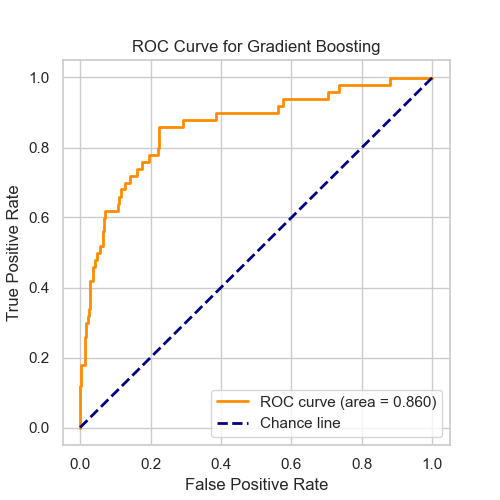 ROC Curve for Gradient Boosting
1.0
0.8
0.6
0.4
0.2
0.0
True Positive Rate
ROC curve (area = 0.860)
Chance line
0.0 0.2 0.4 0.6 0.8 1.0
False Positive Rate